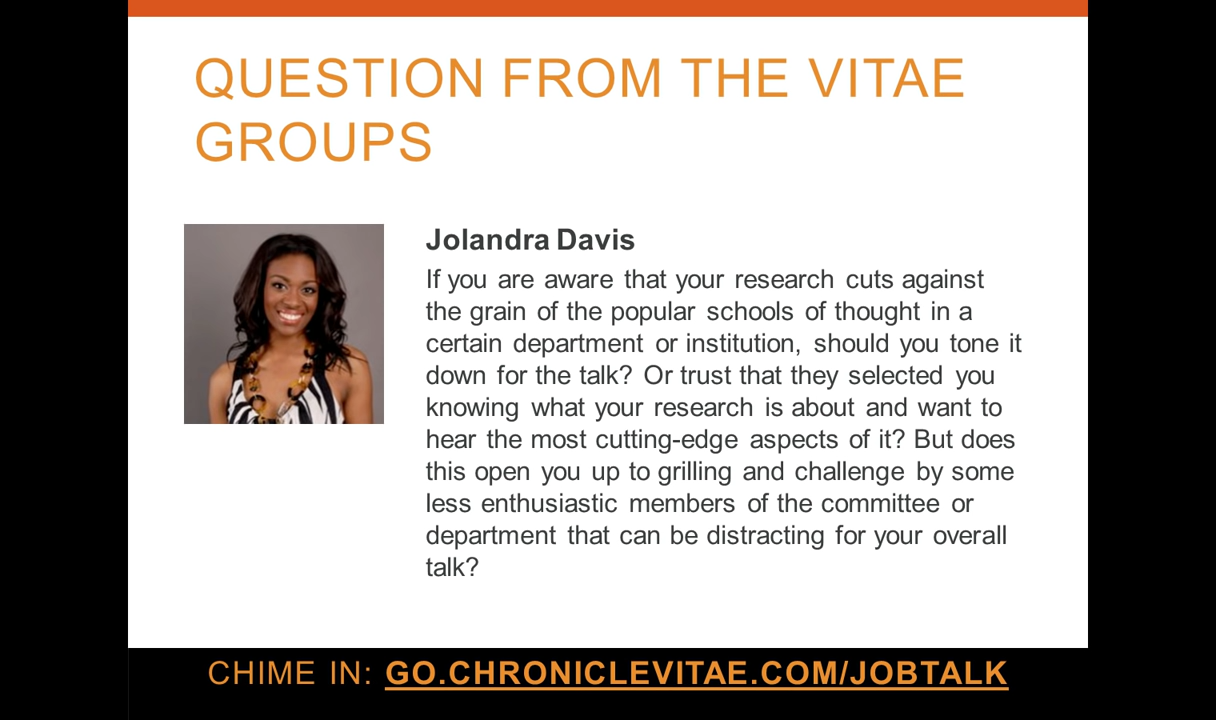 QUESTION FROM THE VITAE
GROUPS
Jolandra Davis
If you are aware that your research cuts against
the grain of the popular schools of thought in a
certain department or institution, should you tone it
down for the talk? Or trust that they selected you
knowing what your research is about and want to
hear the most cutting-edge aspects of it? But does
this open you up to grilling and challenge by some
less enthusiastic members of the committee or
department that can be distracting for your overall
talk?
CHIME IN: GO.CHRONICLEVITAE.COM/JOBTALK